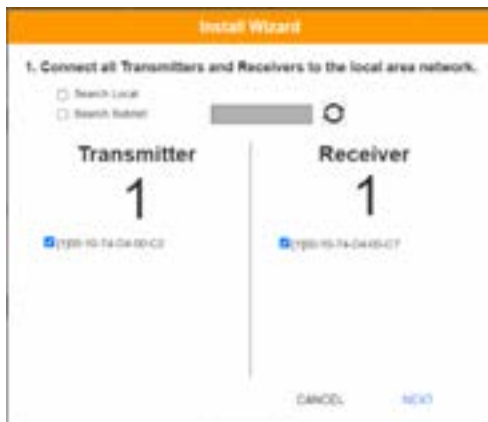 Install Wizard
1. Connect all Transmitters and Receivers to the local area network.
Search Local
Search Subnet
Transmitter
Receiver
1
1
CANCEL
NEXT